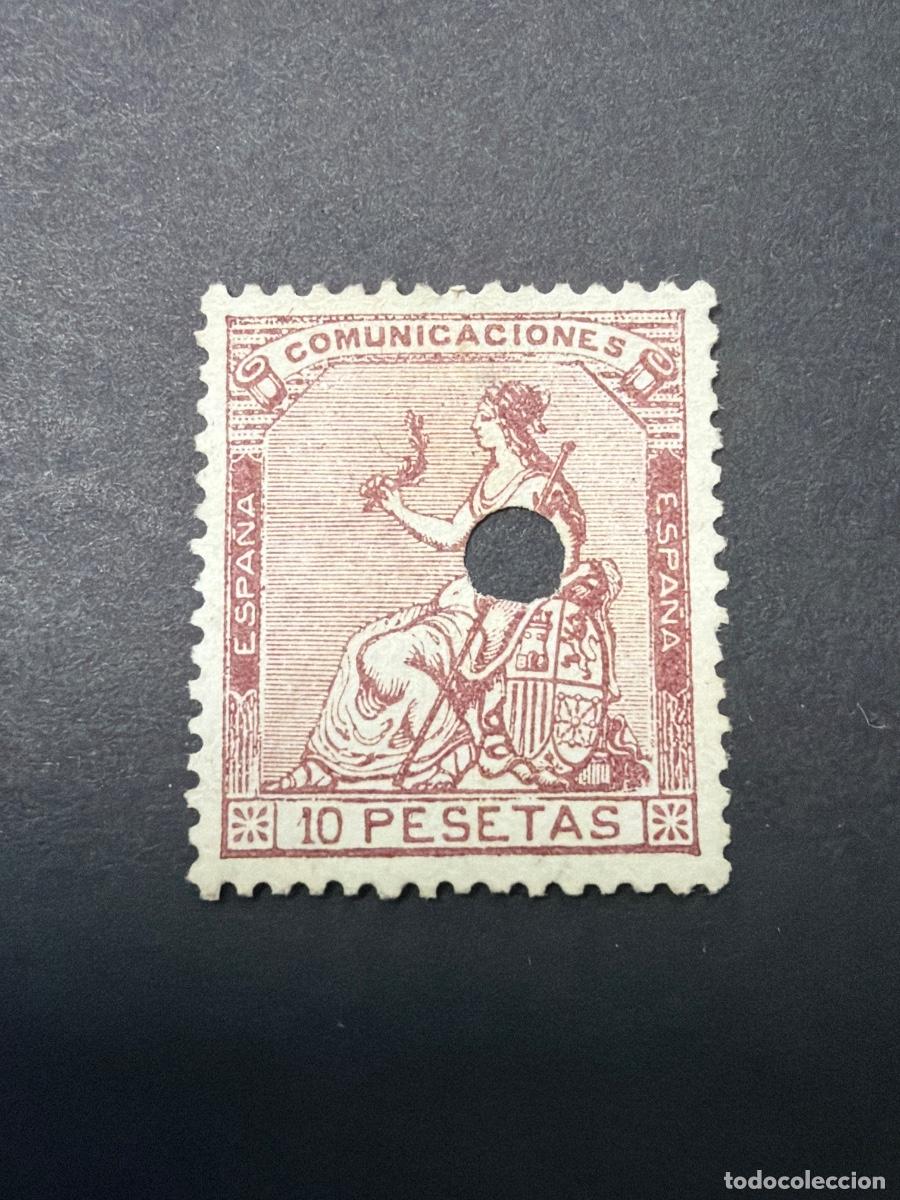 COMUNICACIONES
ESPAÑA
ESPAÑA
10 PESETAS
todocoleccion